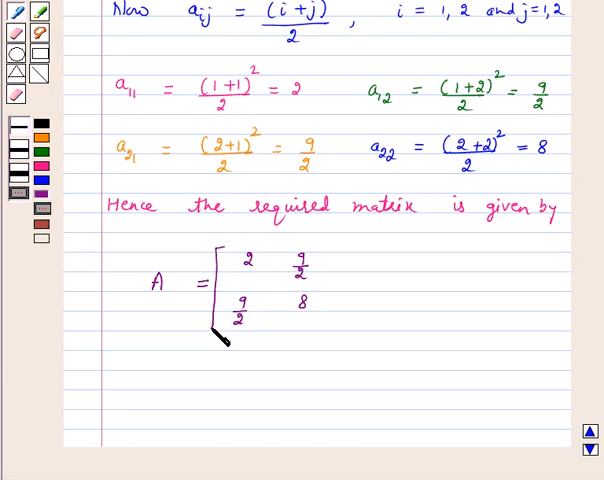 Now a_ij = (i+j)/2 , i = 1, 2 and j=1,2
a_11 = (1+1)^2/2 = 2 a_12 = (1+2)^2/2 = 9/2
a_21 = (2+1)^2/2 = 9/2 a_22 = (2+2)^2/2 = 8
Hence the required matrix is given by
A = [ 2 9/2
9/2 8